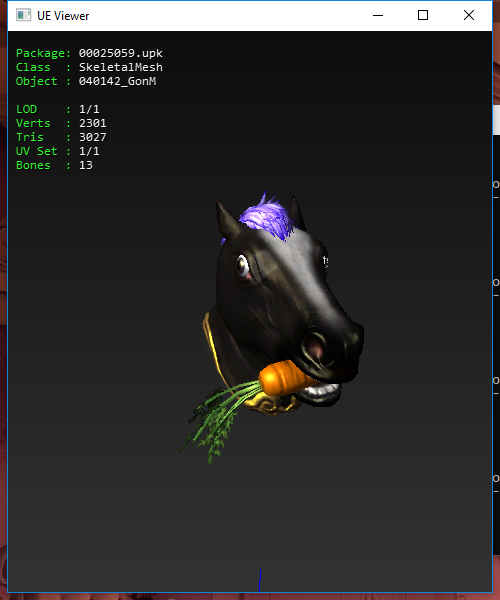 UE Viewer
Package: 00025059.upk
Class : SkeletalMesh
Object : 040142_GonM
LOD : 1/1
Verts : 2301
Tris : 3027
UV Set : 1/1
Bones : 13